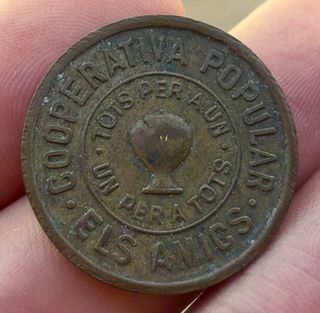 COOPERATIVA POPULAR
· ELS AMICS ·
· TOTS PER A UN ·
UN PER A TOTS